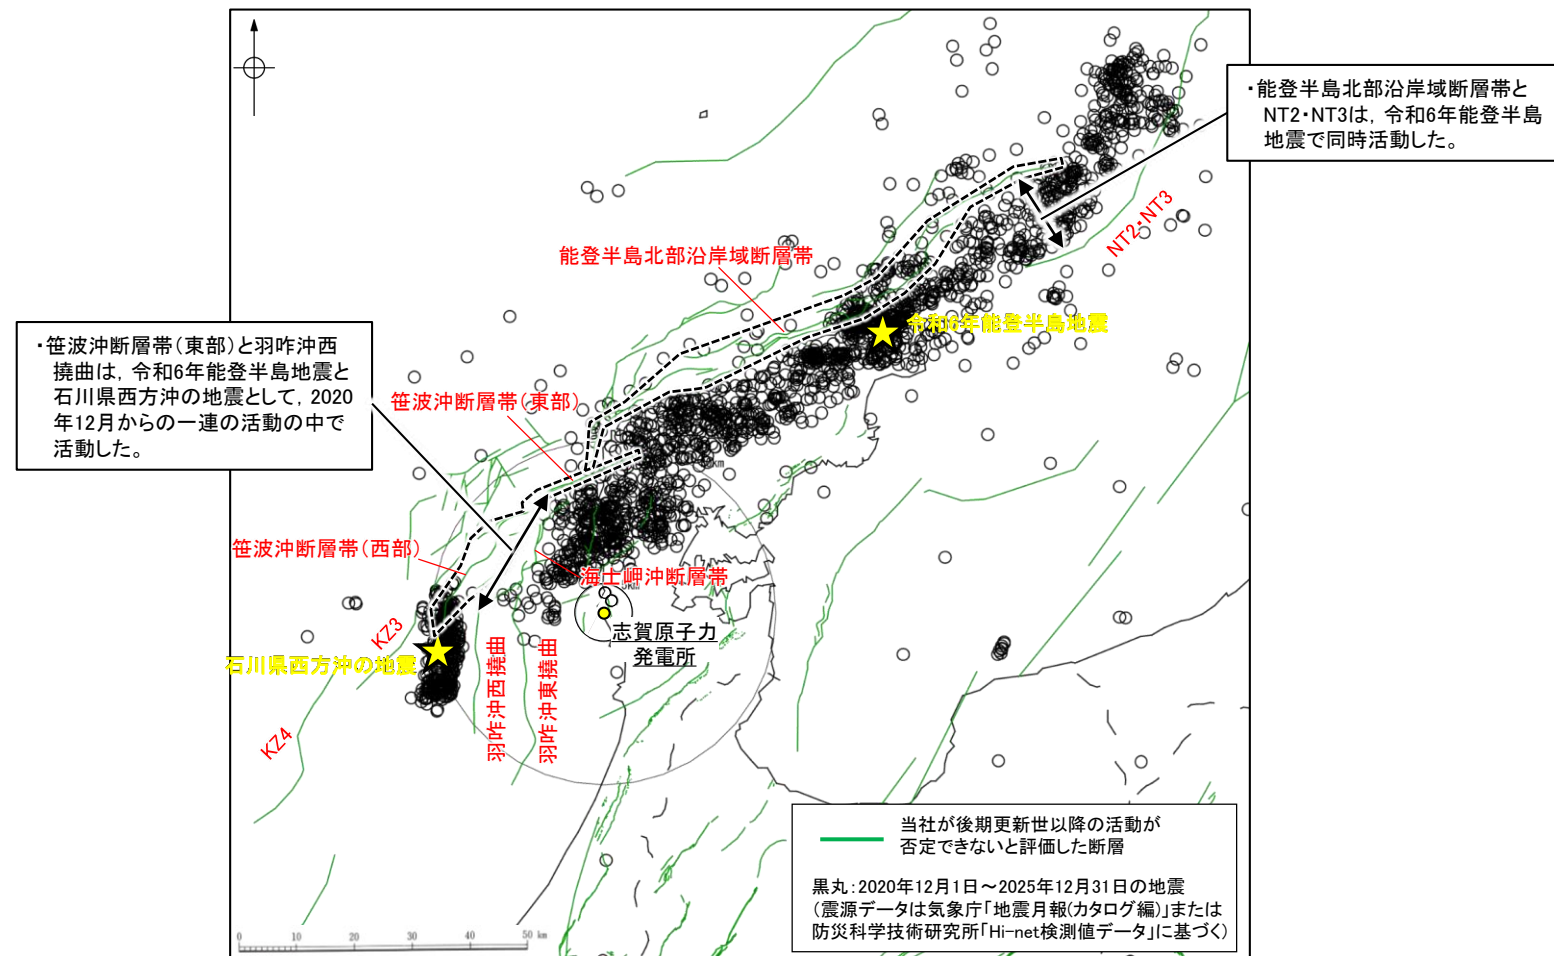 ・能登半島北部沿岸域断層帯と
NT2・NT3は，令和6年能登半島
地震で同時活動した。
NT2・NT3
能登半島北部沿岸域断層帯
令和6年能登半島地震
・笹波沖断層帯（東部）と羽咋沖西
撓曲は，令和6年能登半島地震と
石川県西方沖の地震として，2020
年12月からの一連の活動の中で
活動した。
笹波沖断層帯（東部）
笹波沖断層帯（西部）
海士岬沖断層帯
志賀原子力
発電所
KZ3
石川県西方沖の地震
羽咋沖西撓曲
羽咋沖東撓曲
KZ4
当社が後期更新世以降の活動が
否定できないと評価した断層
黒丸：2020年12月1日～2025年12月31日の地震
（震源データは気象庁「地震月報(カタログ編)」または
防災科学技術研究所「Hi-net検測値データ」に基づく）
0 10 20 30 40 50 km